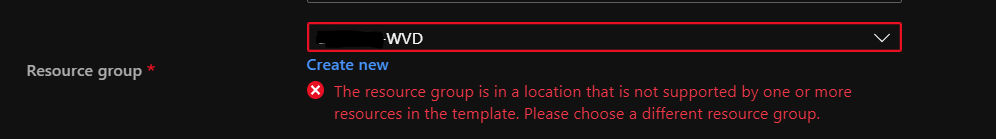 -WVD
Resource group *
Create new
The resource group is in a location that is not supported by one or more
resources in the template. Please choose a different resource group.